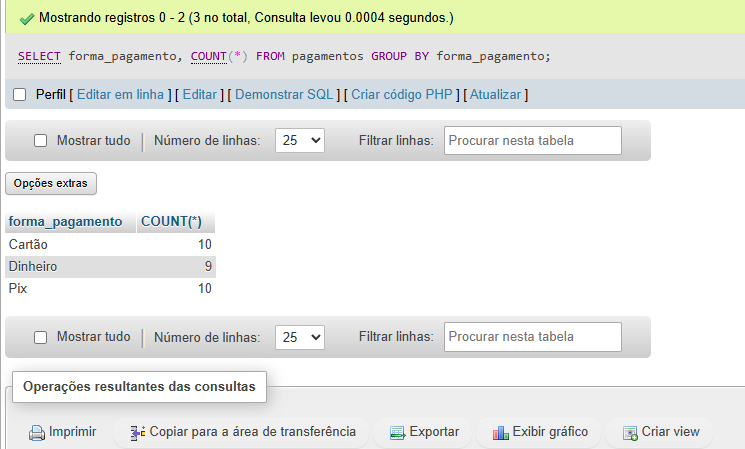 Mostrando registros 0 - 2 (3 no total, Consulta levou 0.0004 segundos.)
SELECT forma_pagamento, COUNT(*) FROM pagamentos GROUP BY forma_pagamento;
Perfil [ Editar em linha ] [ Editar ] [ Demonstrar SQL ] [ Criar código PHP ] [ Atualizar ]
Mostrar tudo | Número de linhas: 25 Filtrar linhas: Procurar nesta tabela
Opções extras
forma_pagamento COUNT(*)
Cartão 10
Dinheiro 9
Pix 10
Mostrar tudo | Número de linhas: 25 Filtrar linhas: Procurar nesta tabela
Operações resultantes das consultas
Imprimir Copiar para a área de transferência Exportar Exibir gráfico Criar view